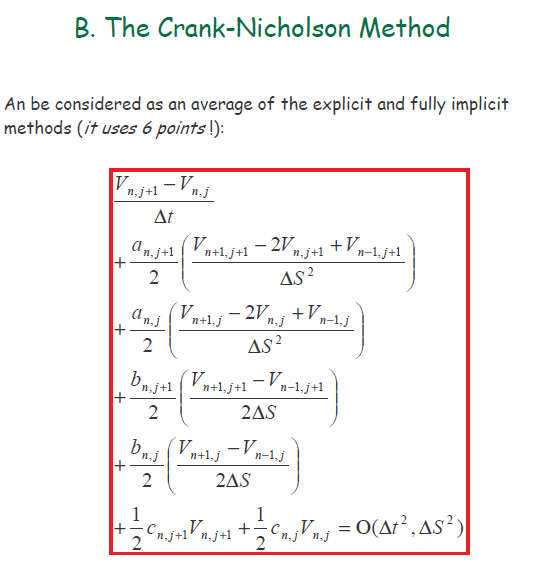 B. The Crank-Nicholson Method
An be considered as an average of the explicit and fully implicit
methods (it uses 6 points!):
\frac{V_{n,j+1} - V_{n,j}}{\Delta t}
+ \frac{a_{n,j+1}}{2} \left( \frac{V_{n+1,j+1} - 2V_{n,j+1} + V_{n-1,j+1}}{\Delta S^2} \right)
+ \frac{a_{n,j}}{2} \left( \frac{V_{n+1,j} - 2V_{n,j} + V_{n-1,j}}{\Delta S^2} \right)
+ \frac{b_{n,j+1}}{2} \left( \frac{V_{n+1,j+1} - V_{n-1,j+1}}{2\Delta S} \right)
+ \frac{b_{n,j}}{2} \left( \frac{V_{n+1,j} - V_{n-1,j}}{2\Delta S} \right)
+ \frac{1}{2} c_{n,j+1} V_{n,j+1} + \frac{1}{2} c_{n,j} V_{n,j} = O(\Delta t^2, \Delta S^2)